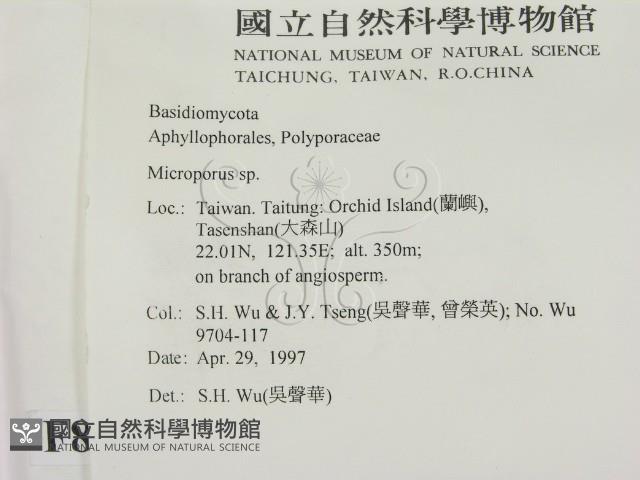 國立自然科學博物館
NATIONAL MUSEUM OF NATURAL SCIENCE
TAICHUNG, TAIWAN, R.O.CHINA
Basidiomycota
Aphyllophorales, Polyporaceae
Microporus sp.
Loc.: Taiwan. Taitung: Orchid Island(蘭嶼),
Tasenshan(大森山)
22.01N, 121.35E; alt. 350m;
on branch of angiosperm.
Col.: S.H. Wu & J.Y. Tseng(吳聲華, 曾榮英); No. Wu
9704-117
Date: Apr. 29, 1997
Det.: S.H. Wu(吳聲華)
F8
國立自然科學博物館
NATIONAL MUSEUM OF NATURAL SCIENCE